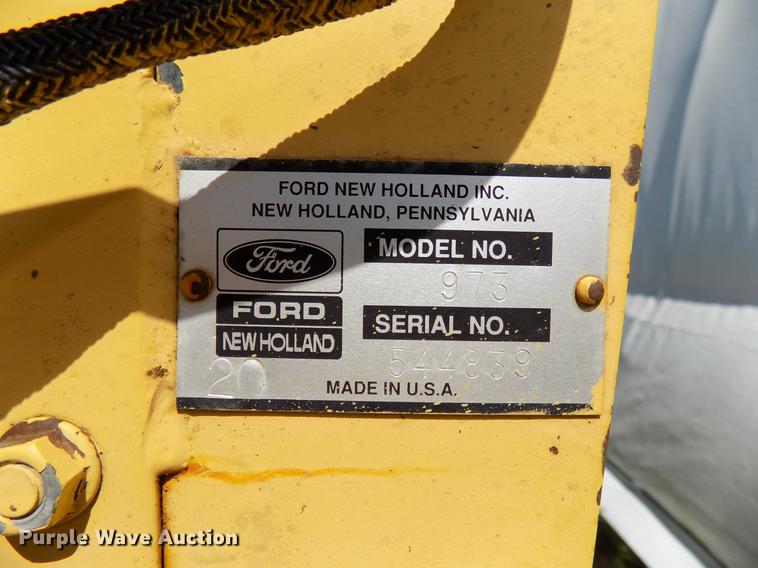 FORD NEW HOLLAND INC.
NEW HOLLAND, PENNSYLVANIA
Ford
MODEL NO.
973
FORD
NEW HOLLAND
SERIAL NO.
544839
20
MADE IN U.S.A.
Purple Wave Auction